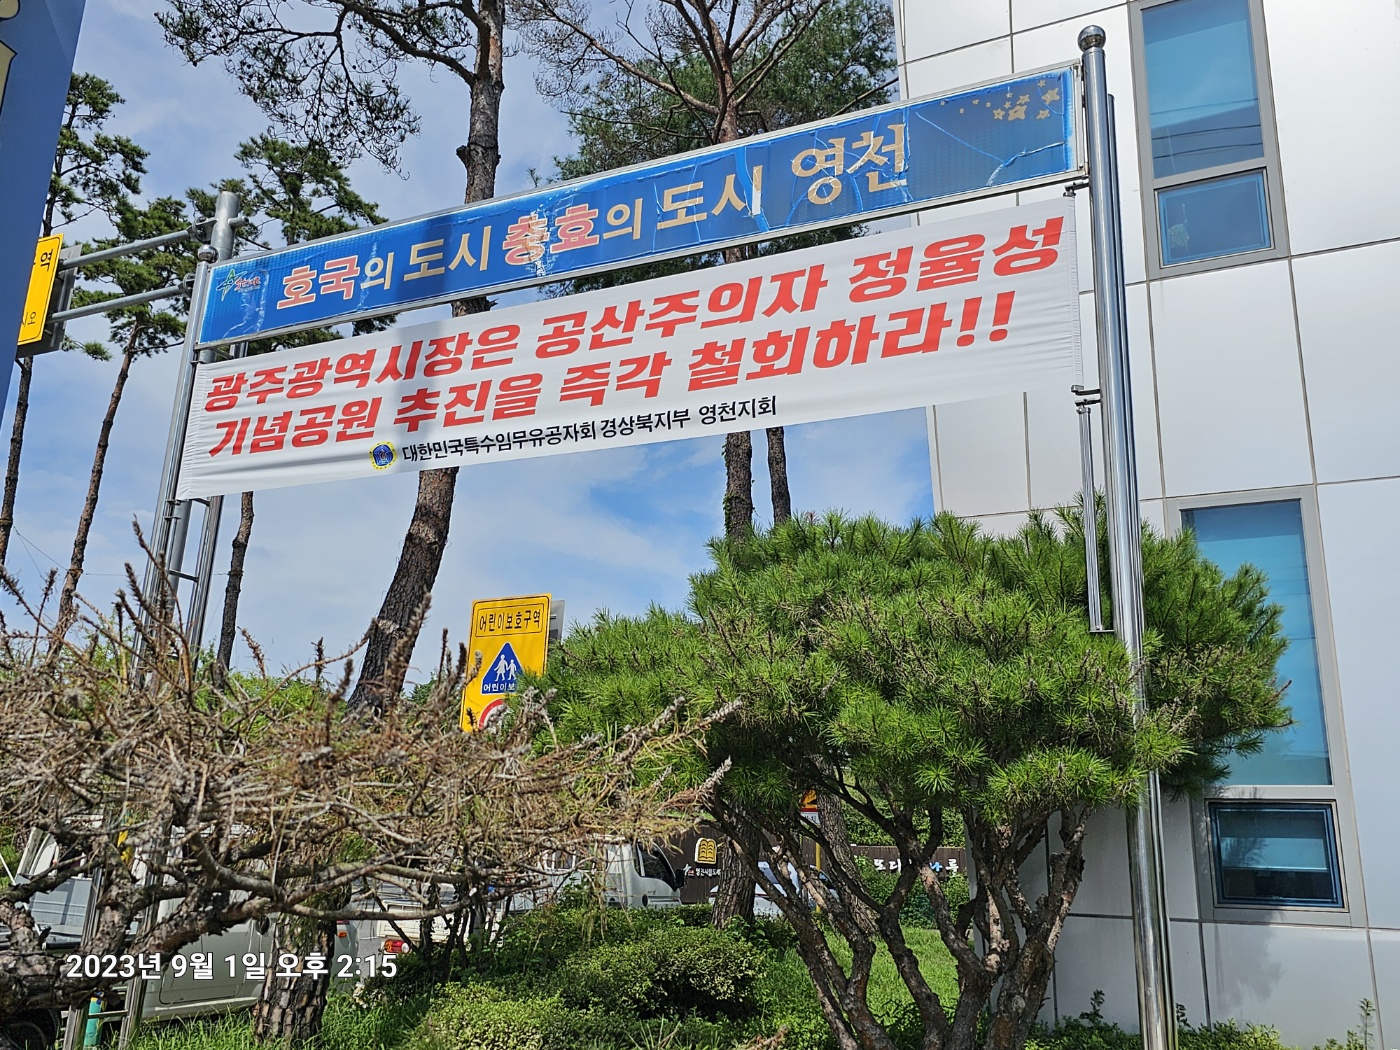 호국의 도시 충효의 도시 영천
광주광역시장은 공산주의자 정율성
기념공원 추진을 즉각 철회하라!!
대한민국특수임무유공자회 경상북지부 영천지회
역
시오
어린이보호구역
어린이보
2023년 9월 1일 오후 2:15